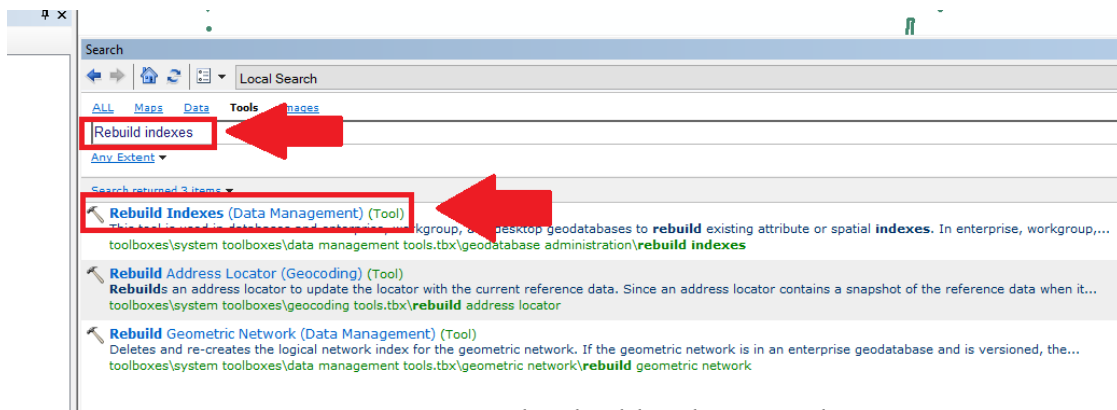 Search
Local Search
ALL Maps Data Tools Images
Rebuild indexes
Any Extent
Search returned 3 items
Rebuild Indexes (Data Management) (Tool)
This tool is used in databases and enterprise, workgroup, and desktop geodatabases to rebuild existing attribute or spatial indexes. In enterprise, workgroup,...
toolboxes\system toolboxes\data management tools.tbx\geodatabase administration\rebuild indexes
Rebuild Address Locator (Geocoding) (Tool)
Rebuilds an address locator to update the locator with the current reference data. Since an address locator contains a snapshot of the reference data when it...
toolboxes\system toolboxes\geocoding tools.tbx\rebuild address locator
Rebuild Geometric Network (Data Management) (Tool)
Deletes and re-creates the logical network index for the geometric network. If the geometric network is in an enterprise geodatabase and is versioned, the...
toolboxes\system toolboxes\data management tools.tbx\geometric network\rebuild geometric network